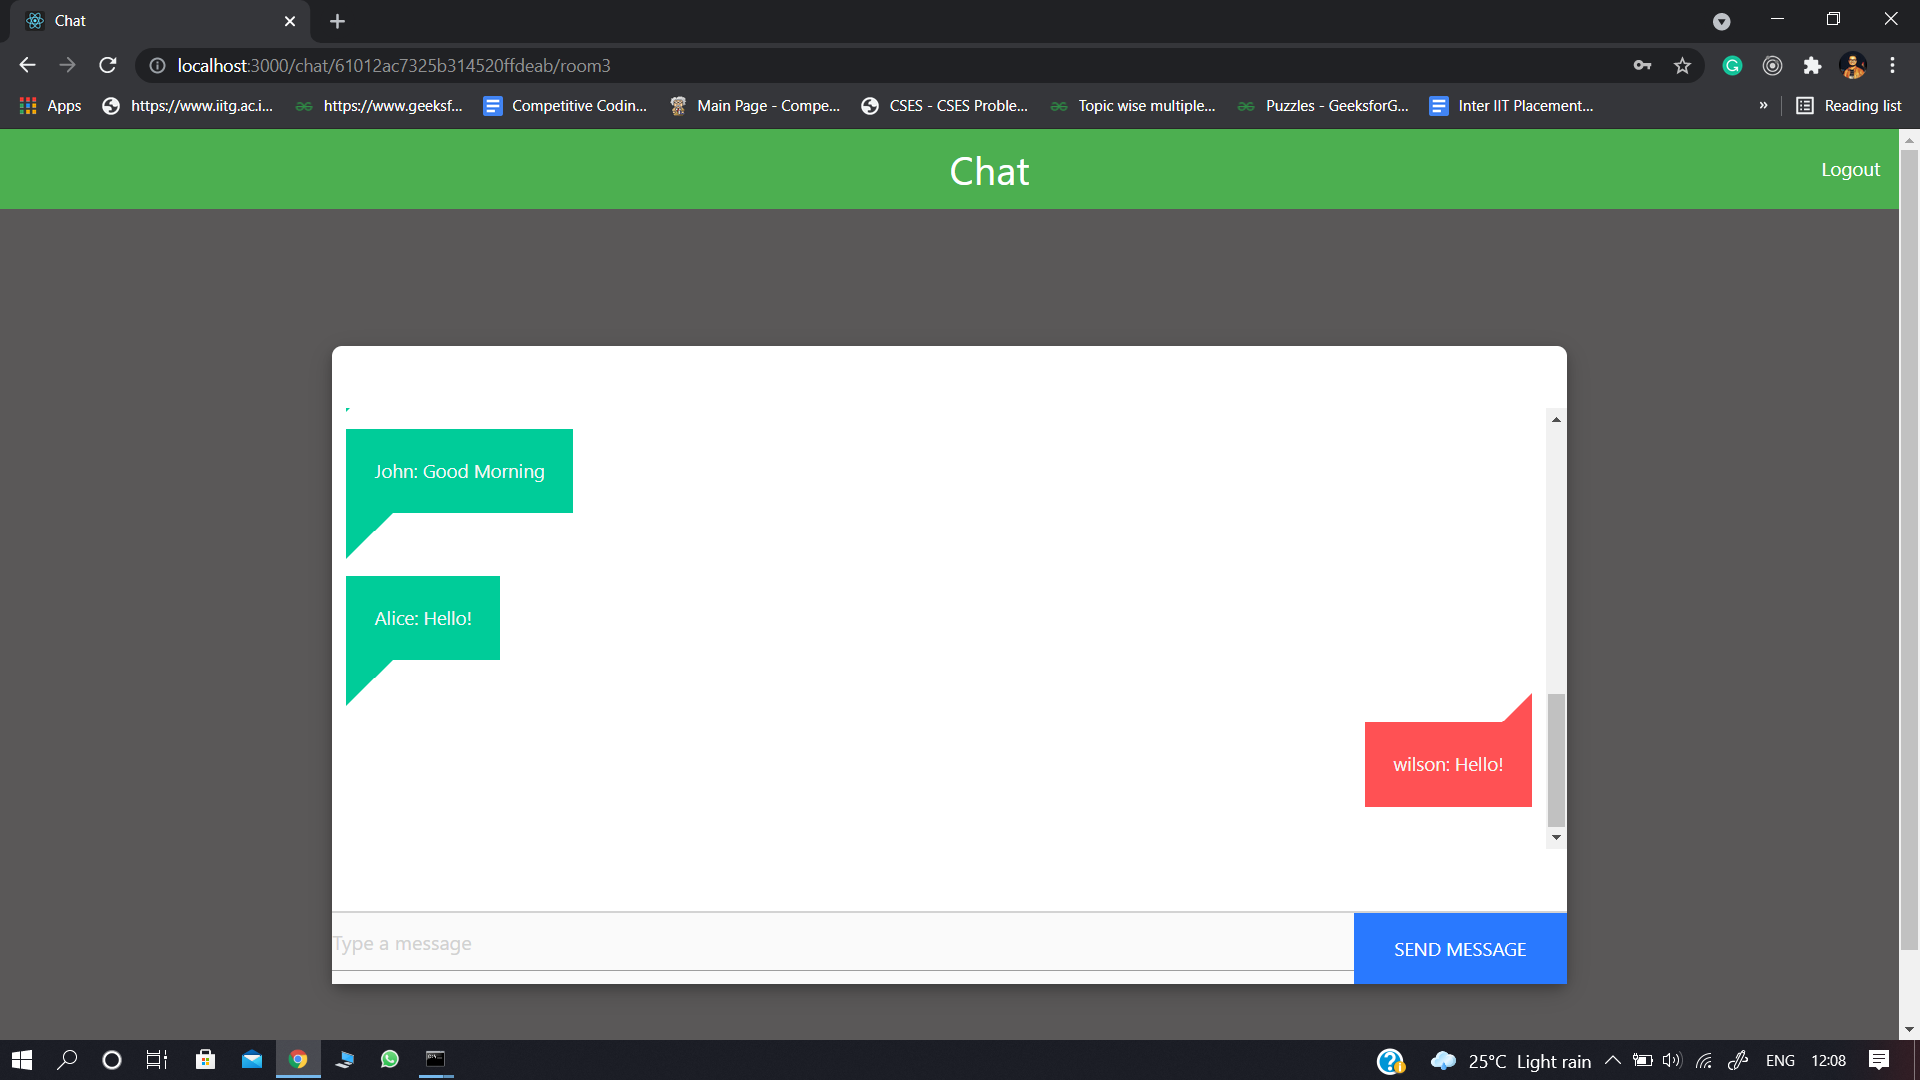 Chat
localhost:3000/chat/61012ac7325b314520ffdeab/room3
Apps https://www.iitg.ac.i... https://www.geeksf... Competitive Codin... Main Page - Compe... CSES - CSES Proble... Topic wise multiple... Puzzles - GeeksforG... Inter IIT Placement... » Reading list
Chat
Logout
John: Good Morning
Alice: Hello!
wilson: Hello!
Type a message
SEND MESSAGE
25°C Light rain ENG 12:08